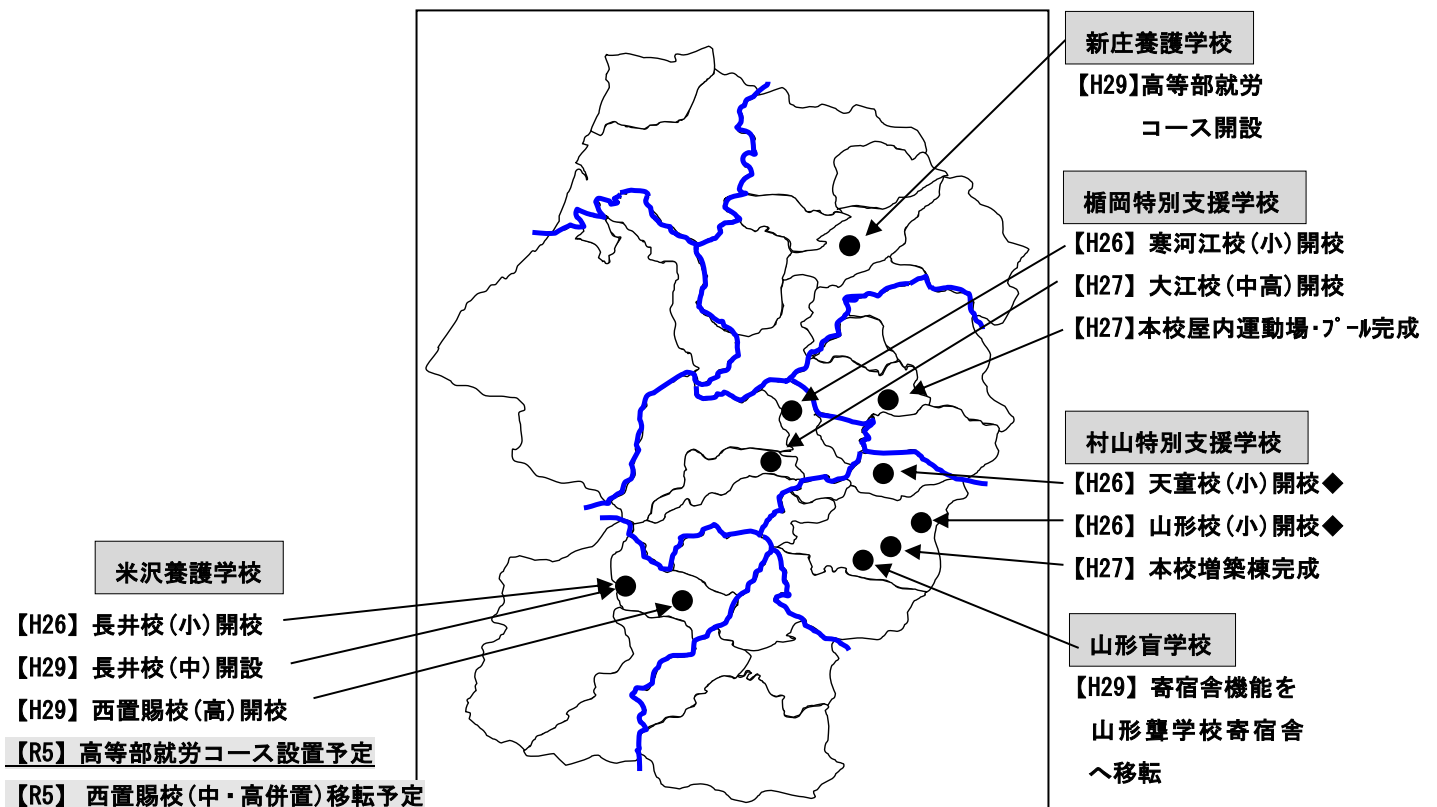 新庄養護学校
【H29】高等部就労
コース開設
楯岡特別支援学校
【H26】 寒河江校(小)開校
【H27】 大江校(中高)開校
【H27】本校屋内運動場・ﾌﾟｰﾙ完成
村山特別支援学校
【H26】 天童校(小)開校◆
【H26】 山形校(小)開校◆
【H27】 本校増築棟完成
山形盲学校
【H29】 寄宿舎機能を
山形聾学校寄宿舎
へ移転
米沢養護学校
【H26】 長井校(小)開校
【H29】 長井校(中)開設
【H29】 西置賜校(高)開校
【R5】 高等部就労コース設置予定
【R5】 西置賜校(中・高併置)移転予定